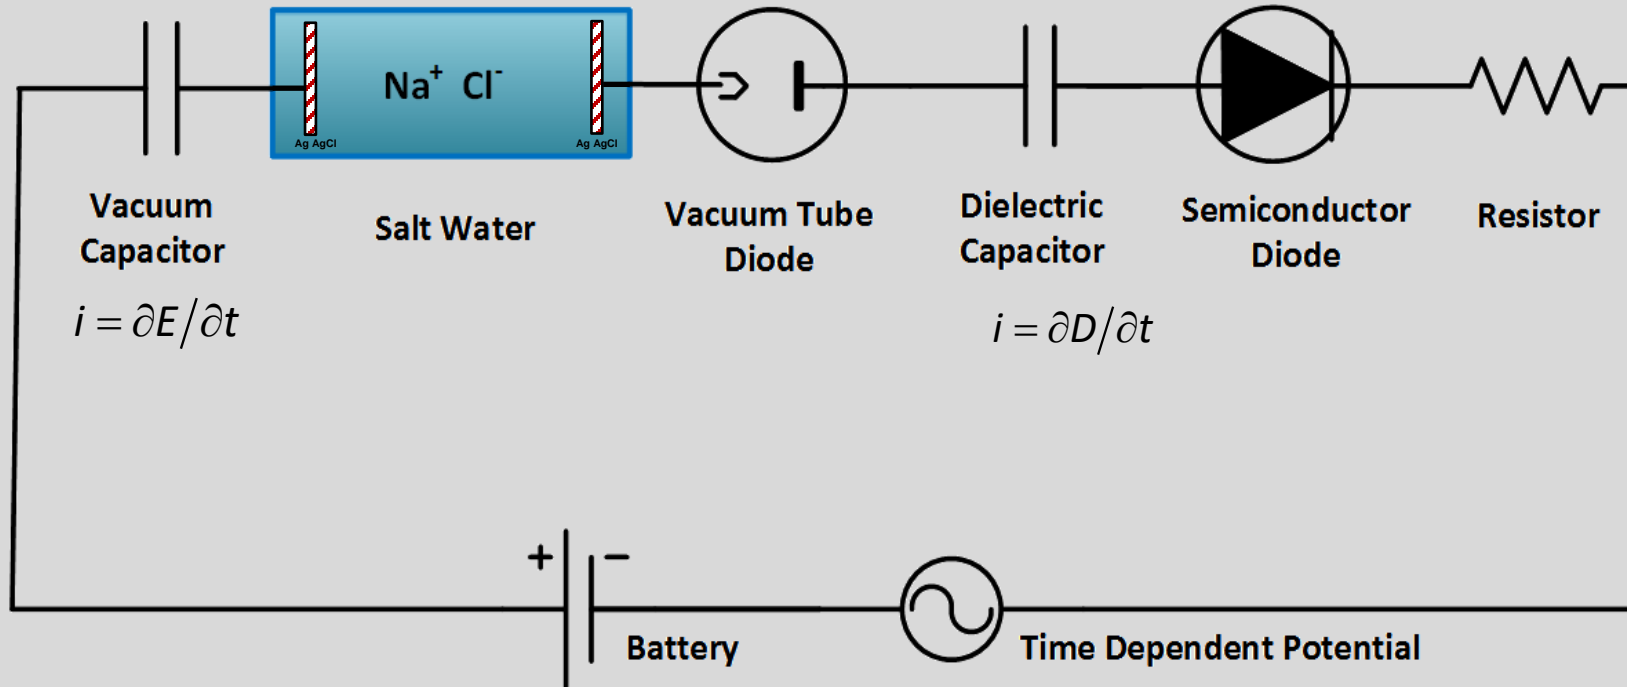 Na⁺ Cl⁻
Ag AgCl
Ag AgCl
Vacuum
Capacitor
Salt Water
Vacuum Tube
Diode
Dielectric
Capacitor
Semiconductor
Diode
Resistor
i = ∂E/∂t
i = ∂D/∂t
+ −
Battery
Time Dependent Potential